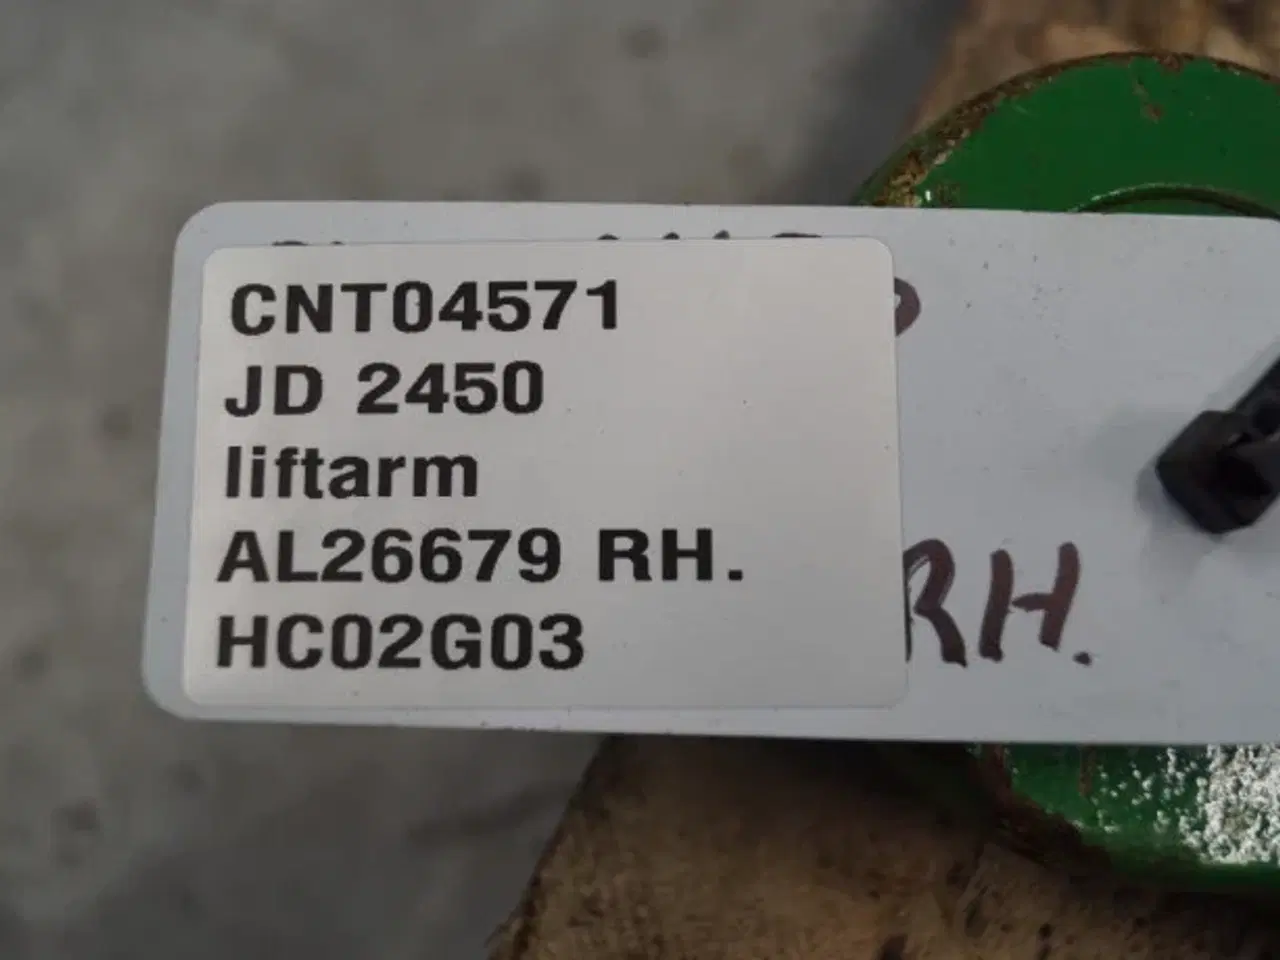 CNT04571
JD 2450
liftarm
AL26679 RH.
HC02G03
RH.